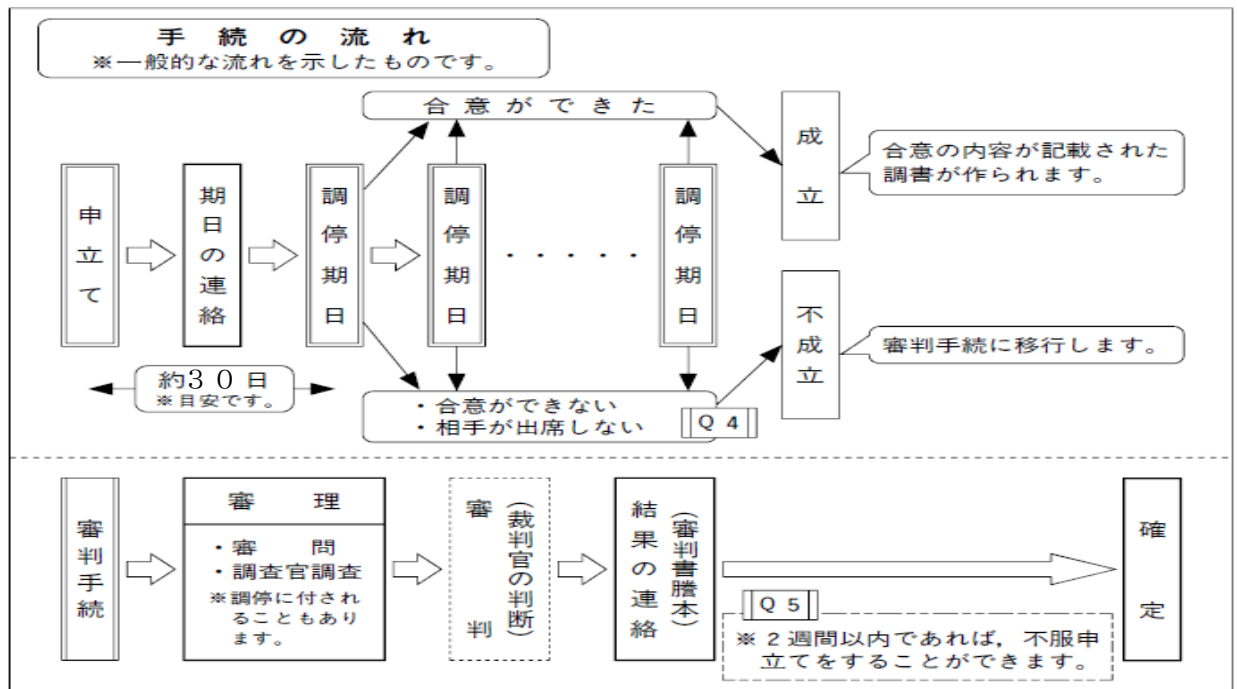 手続の流れ
※一般的な流れを示したものです。
合意ができた
申立て
期日の連絡
調停期日
調停期日
・・・・・
調停期日
成立
合意の内容が記載された
調書が作られます。
不成立
審判手続に移行します。
約３０日
※目安です。
・合意ができない
・相手が出席しない
Ｑ４
審判手続
審理
・審問
・調査官調査
※調停に付され
ることもあり
ます。
審判
(裁判官の判断)
結果の連絡
(審判書謄本)
Ｑ５
※２週間以内であれば，不服申
立てをすることができます。
確定